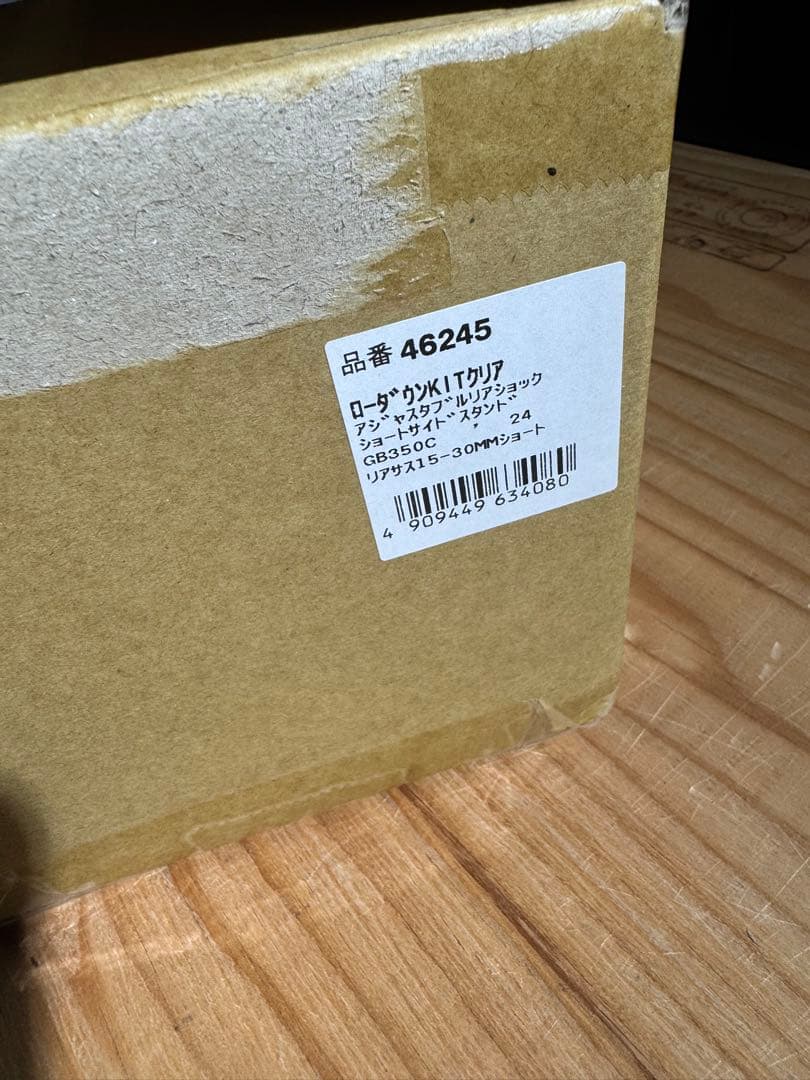 品番 46245
ﾛｰﾀﾞｳﾝKITｸﾘｱ
ｱｼﾞｬｽﾀﾌﾞﾙﾘｱｼｮｯｸ
ｼｮｰﾄｻｲﾄﾞｽﾀﾝﾄﾞ
GB350C ' 24
ﾘｱｻｽ15-30MMｼｮｰﾄ
4 909449 634080